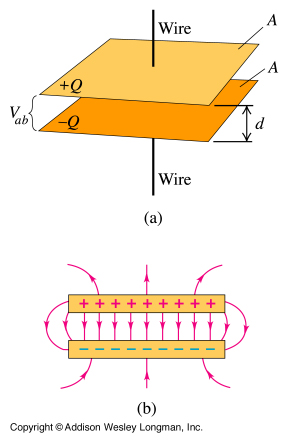 Wire
A
A
+Q
V_ab
–Q
d
Wire
(a)
+ + + + + + + + +
– – – – – – – – –
(b)
Copyright © Addison Wesley Longman, Inc.